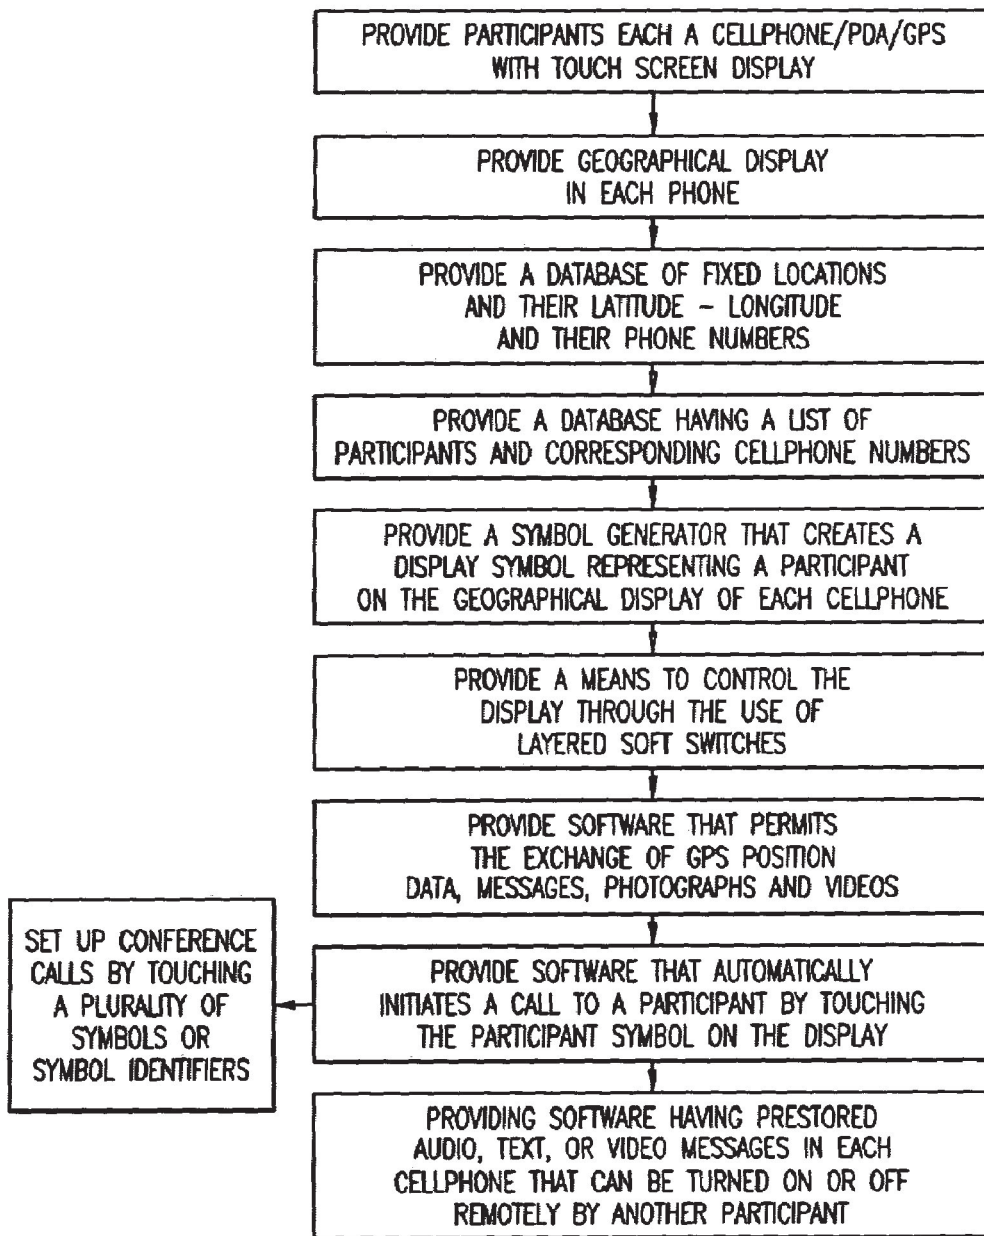 PROVIDE PARTICIPANTS EACH A CELLPHONE/PDA/GPS
WITH TOUCH SCREEN DISPLAY
PROVIDE GEOGRAPHICAL DISPLAY
IN EACH PHONE
PROVIDE A DATABASE OF FIXED LOCATIONS
AND THEIR LATITUDE - LONGITUDE
AND THEIR PHONE NUMBERS
PROVIDE A DATABASE HAVING A LIST OF
PARTICIPANTS AND CORRESPONDING CELLPHONE NUMBERS
PROVIDE A SYMBOL GENERATOR THAT CREATES A
DISPLAY SYMBOL REPRESENTING A PARTICIPANT
ON THE GEOGRAPHICAL DISPLAY OF EACH CELLPHONE
PROVIDE A MEANS TO CONTROL THE
DISPLAY THROUGH THE USE OF
LAYERED SOFT SWITCHES
PROVIDE SOFTWARE THAT PERMITS
THE EXCHANGE OF GPS POSITION
DATA, MESSAGES, PHOTOGRAPHS AND VIDEOS
PROVIDE SOFTWARE THAT AUTOMATICALLY
INITIATES A CALL TO A PARTICIPANT BY TOUCHING
THE PARTICIPANT SYMBOL ON THE DISPLAY
SET UP CONFERENCE
CALLS BY TOUCHING
A PLURALITY OF
SYMBOLS OR
SYMBOL IDENTIFIERS
PROVIDING SOFTWARE HAVING PRESTORED
AUDIO, TEXT, OR VIDEO MESSAGES IN EACH
CELLPHONE THAT CAN BE TURNED ON OR OFF
REMOTELY BY ANOTHER PARTICIPANT